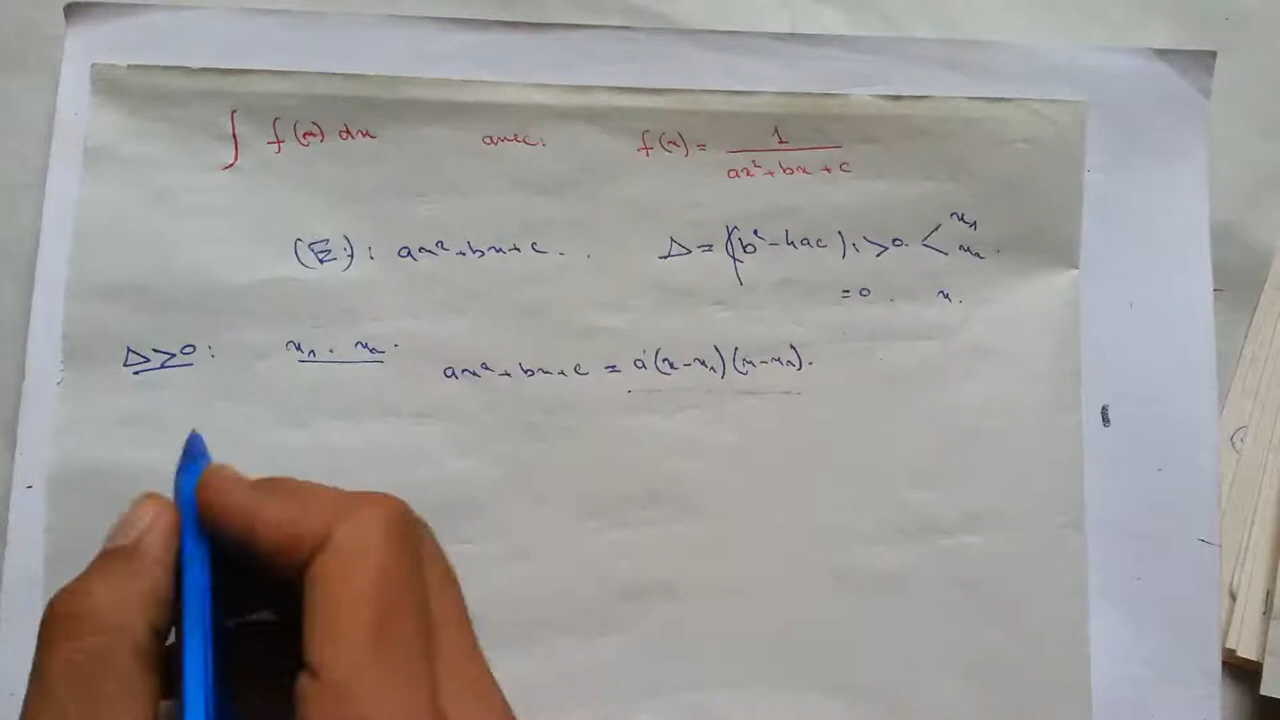 ∫ f(x) dx avec: f(x) = 1 / (ax²+bx+c)
(E): ax²+bx+c.. Δ = (b²-4ac): >0. < x₁ x₂.
=0. x.
Δ>0: x₁. x₂. ax²+bx+c = a(x-x₁)(x-x₂).